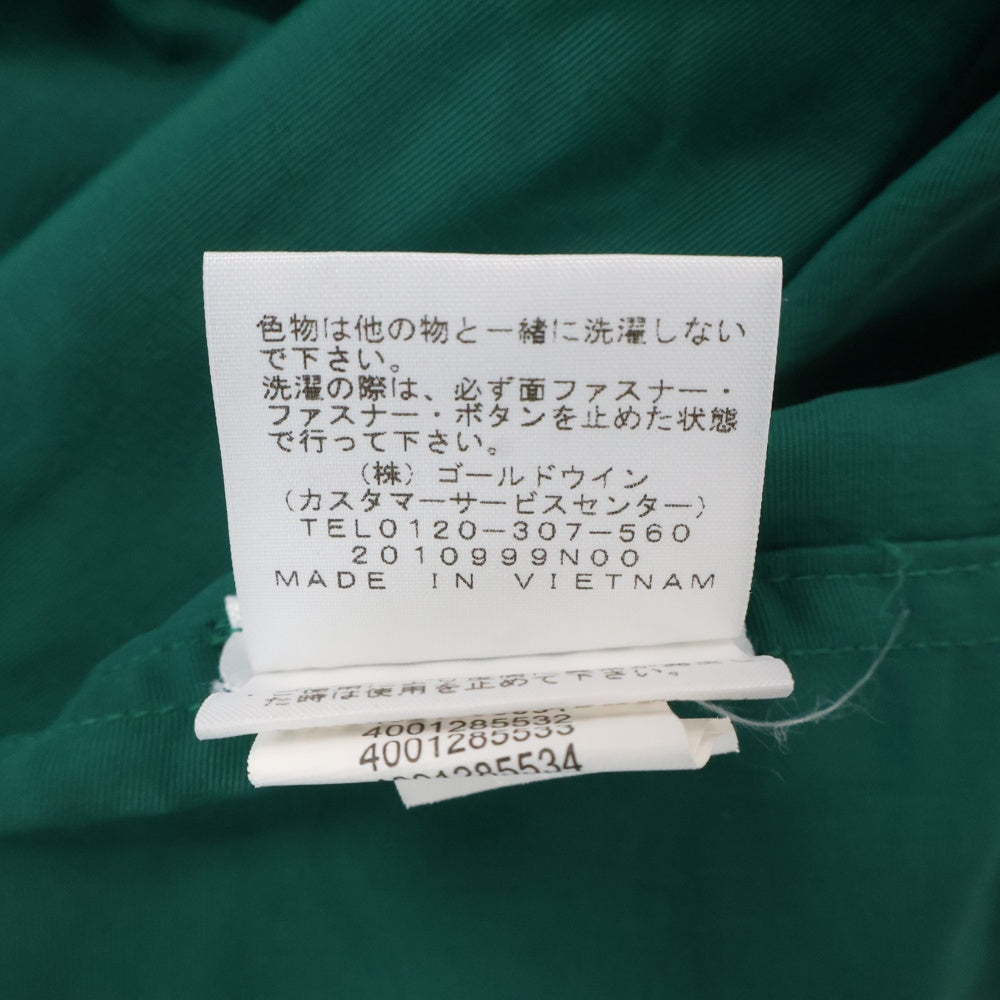 色物は他の物と一緒に洗濯しない
で下さい。
洗濯の際は、必ず面ファスナー・
ファスナー・ボタンを止めた状態
で行って下さい。
（株）ゴールドウイン
（カスタマーサービスセンター）
TEL0120-307-560
2010999N00
MADE IN VIETNAM
た時は使用を止めて下さい。
4001285532
4001285533
4001285534